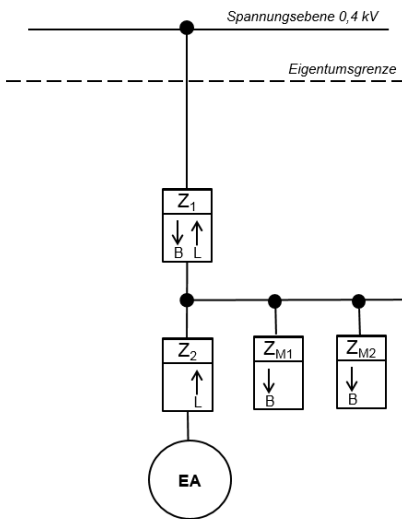 Spannungsebene 0,4 kV
Eigentumsgrenze
Z1
B L
Z2
ZM1
ZM2
L
B
B
EA